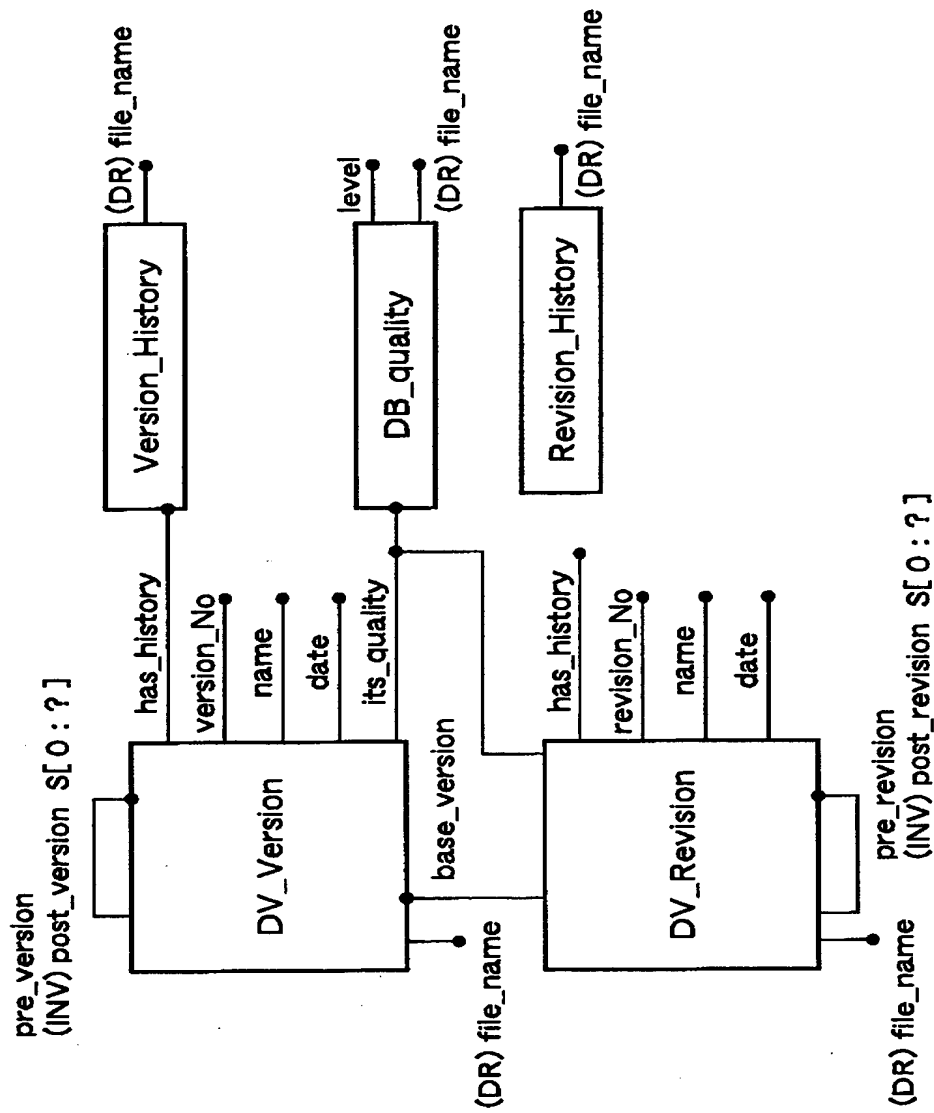 pre_version
(INV) post_version S[0 : ?]
DV_Version
has_history
version_No
name
date
its_quality
Version_History
(DR) file_name
DB_quality
level
(DR) file_name
(DR) file_name
base_version
DV_Revision
has_history
revision_No
name
date
Revision_History
(DR) file_name
(DR) file_name
pre_revision
(INV) post_revision S[0 : ?]